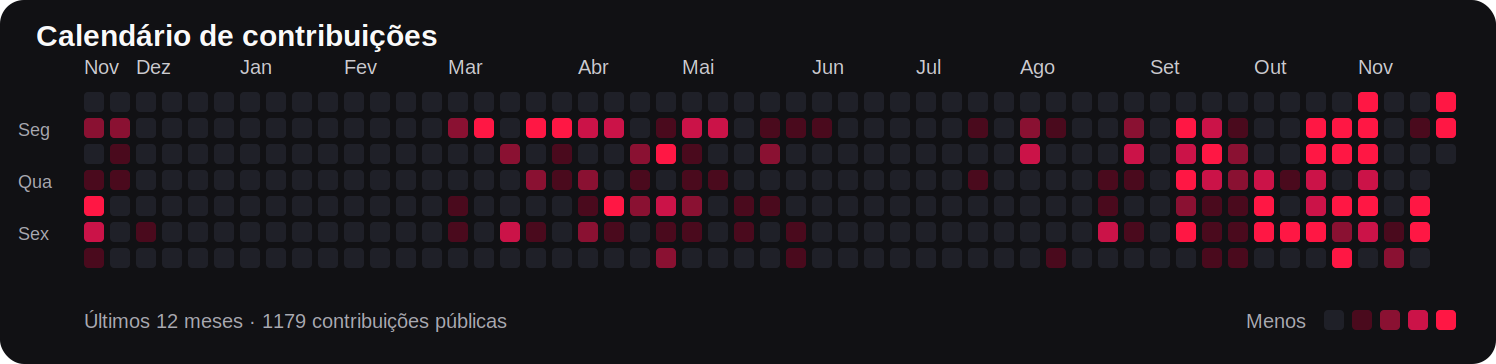 Calendário de contribuições
Nov Dez Jan Fev Mar Abr Mai Jun Jul Ago Set Out Nov
Seg
Qua
Sex
Últimos 12 meses · 1179 contribuições públicas Menos